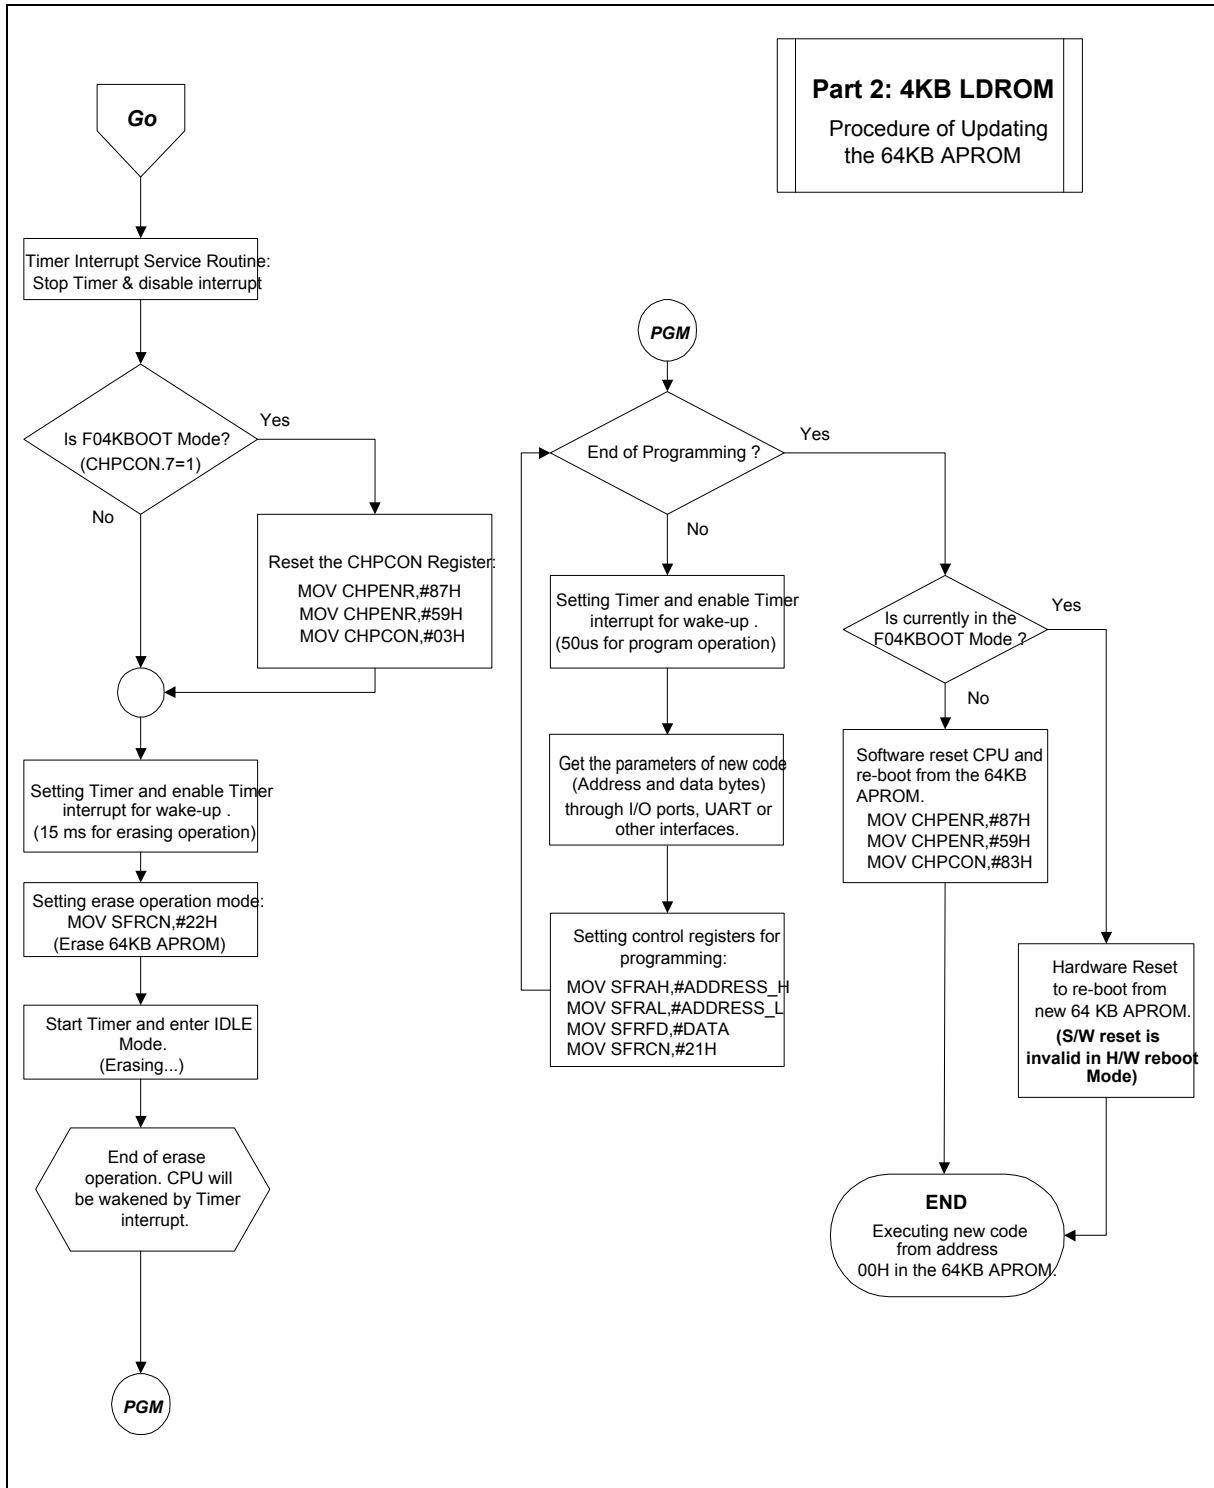 Part 2: 4KB LDROM
Procedure of Updating
the 64KB APROM
Go
Timer Interrupt Service Routine:
Stop Timer & disable interrupt
Is F04KBOOT Mode?
(CHPCON.7=1)
Yes
No
Reset the CHPCON Register:
MOV CHPENR,#87H
MOV CHPENR,#59H
MOV CHPCON,#03H
Setting Timer and enable Timer
interrupt for wake-up .
(15 ms for erasing operation)
Setting erase operation mode:
MOV SFRCN,#22H
(Erase 64KB APROM)
Start Timer and enter IDLE
Mode.
(Erasing...)
End of erase
operation. CPU will
be wakened by Timer
interrupt.
PGM
PGM
End of Programming ?
Yes
No
Setting Timer and enable Timer
interrupt for wake-up .
(50us for program operation)
Get the parameters of new code
(Address and data bytes)
through I/O ports, UART or
other interfaces.
Setting control registers for
programming:
MOV SFRAH,#ADDRESS_H
MOV SFRAL,#ADDRESS_L
MOV SFRFD,#DATA
MOV SFRCN,#21H
Is currently in the
F04KBOOT Mode ?
Yes
No
Software reset CPU and
re-boot from the 64KB
APROM.
MOV CHPENR,#87H
MOV CHPENR,#59H
MOV CHPCON,#83H
Hardware Reset
to re-boot from
new 64 KB APROM.
(S/W reset is
invalid in H/W reboot
Mode)
END
Executing new code
from address
00H in the 64KB APROM.